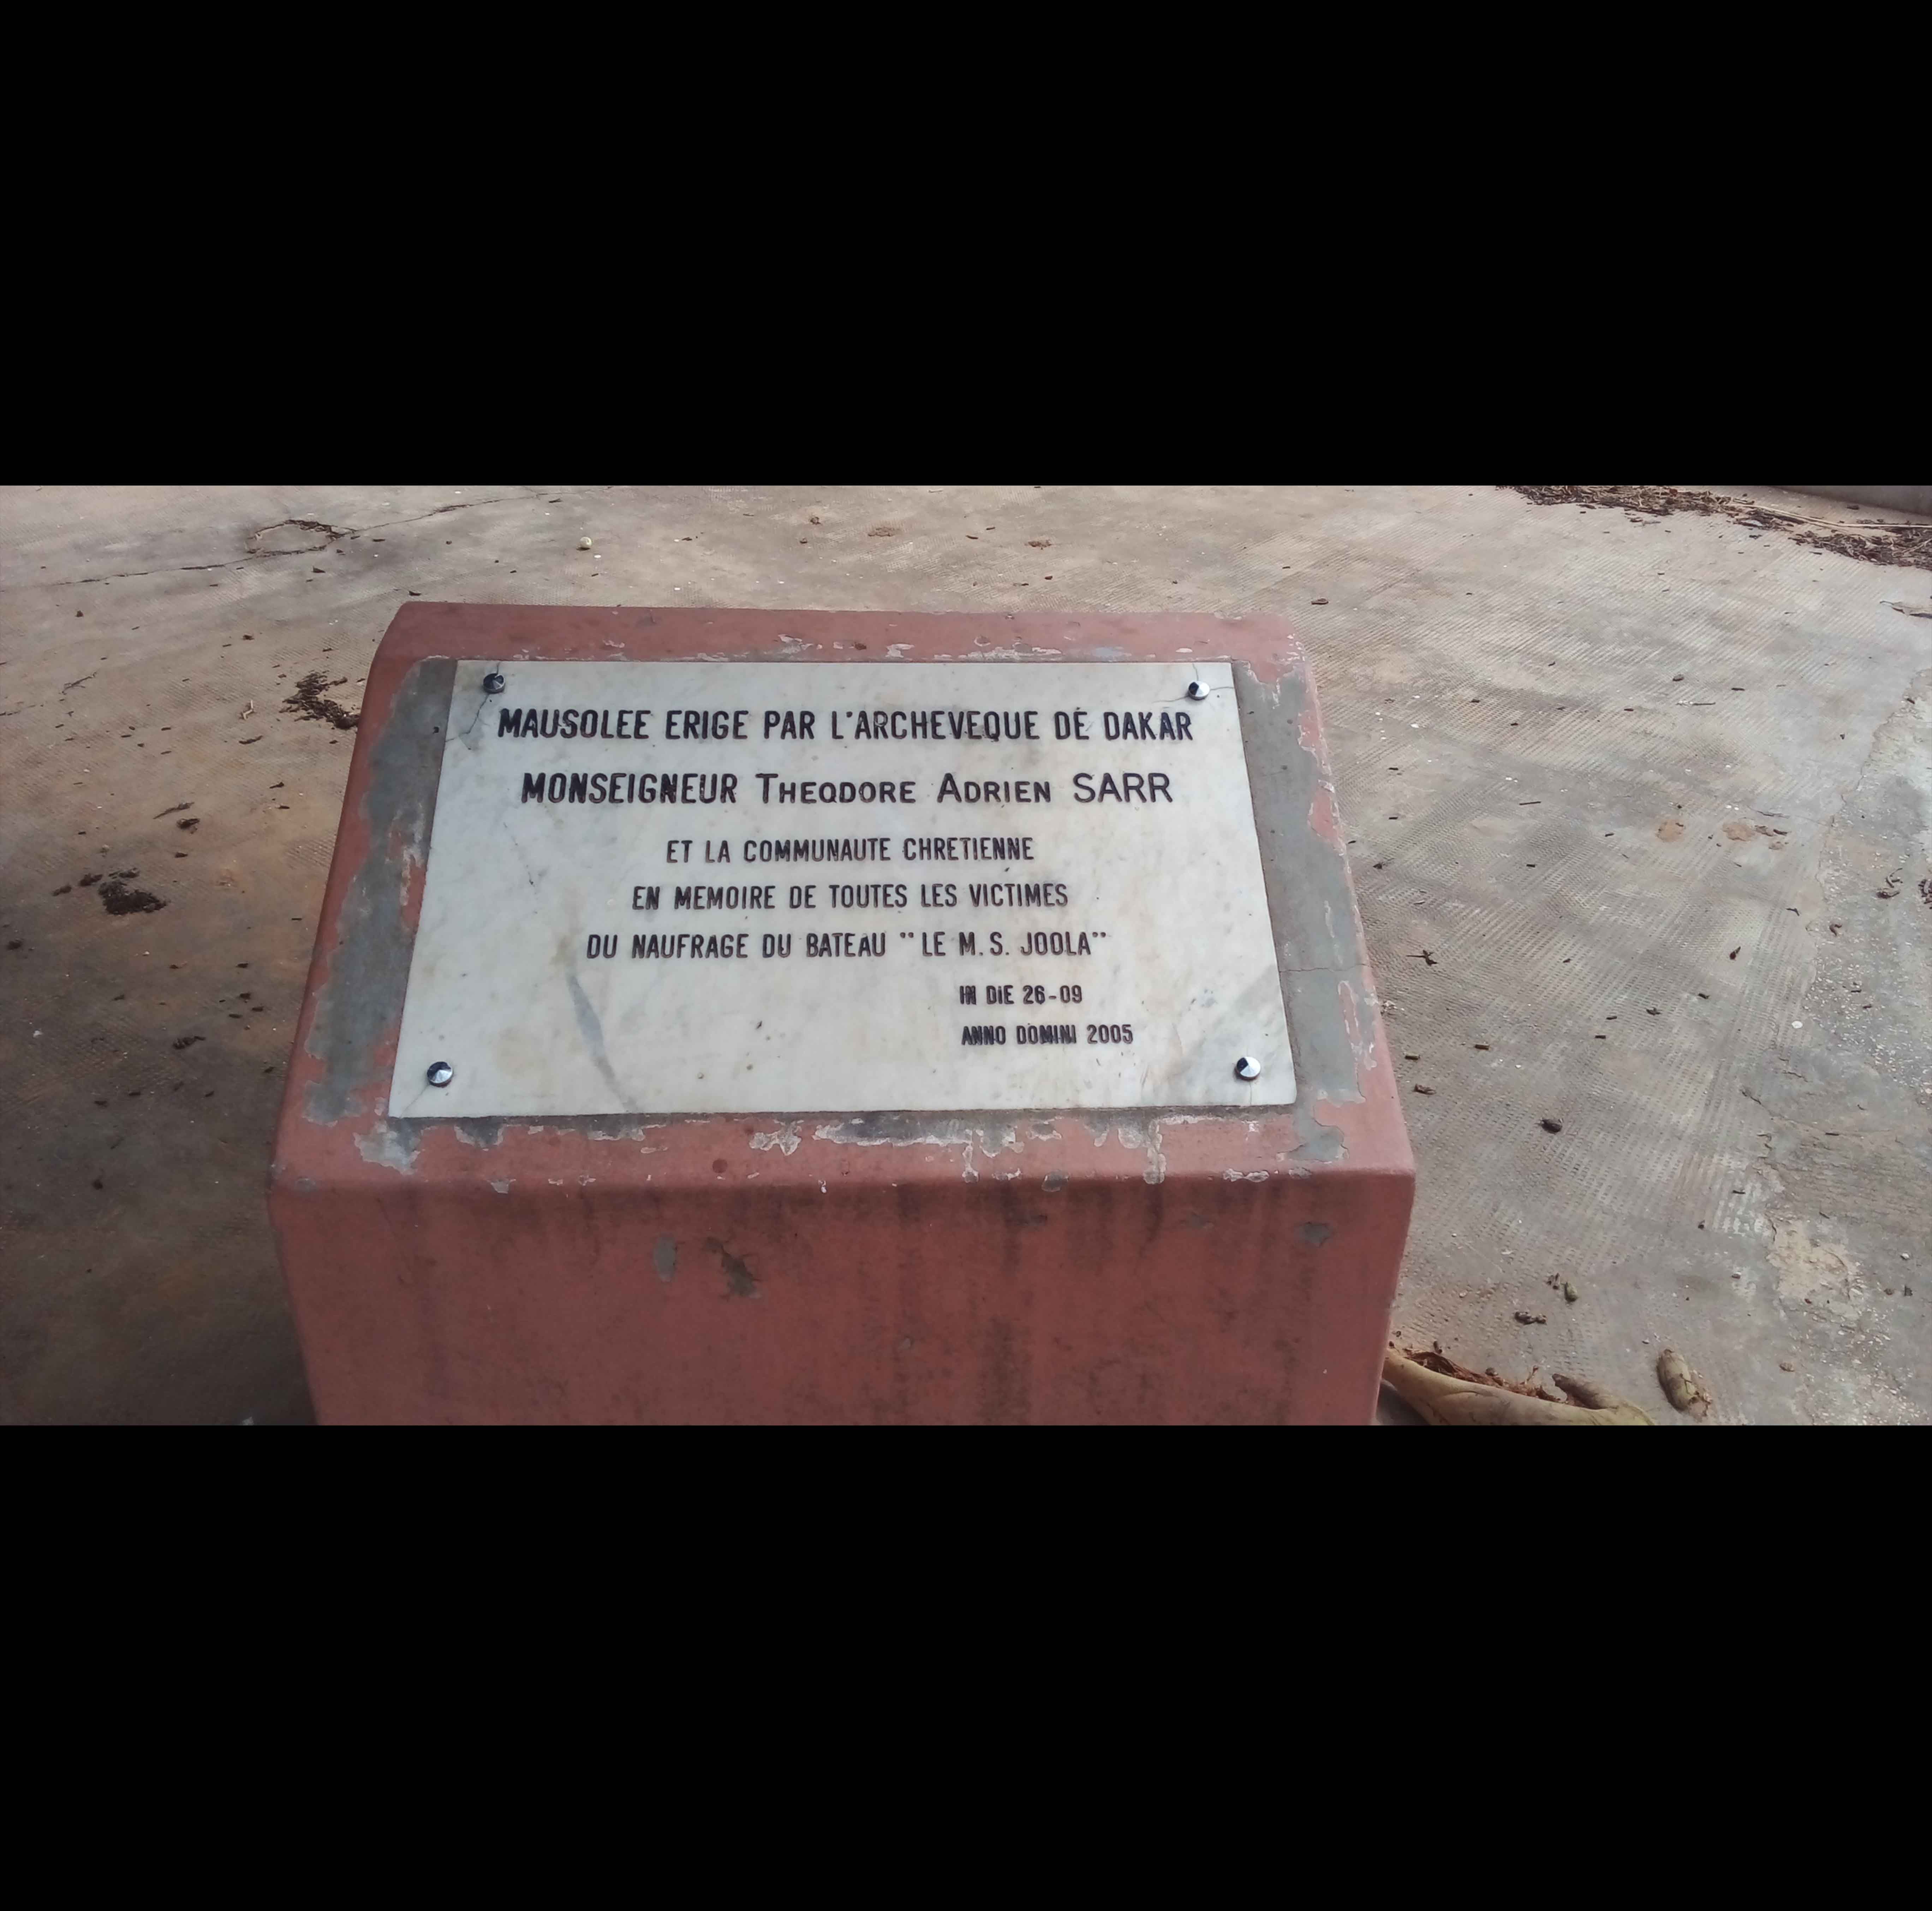 MAUSOLEE ERIGE PAR L'ARCHEVEQUE DE DAKAR
MONSEIGNEUR THEODORE ADRIEN SARR
ET LA COMMUNAUTE CHRETIENNE
EN MEMOIRE DE TOUTES LES VICTIMES
DU NAUFRAGE DU BATEAU "LE M.S. JOOLA"
IN DIE 26-09
ANNO DOMINI 2005